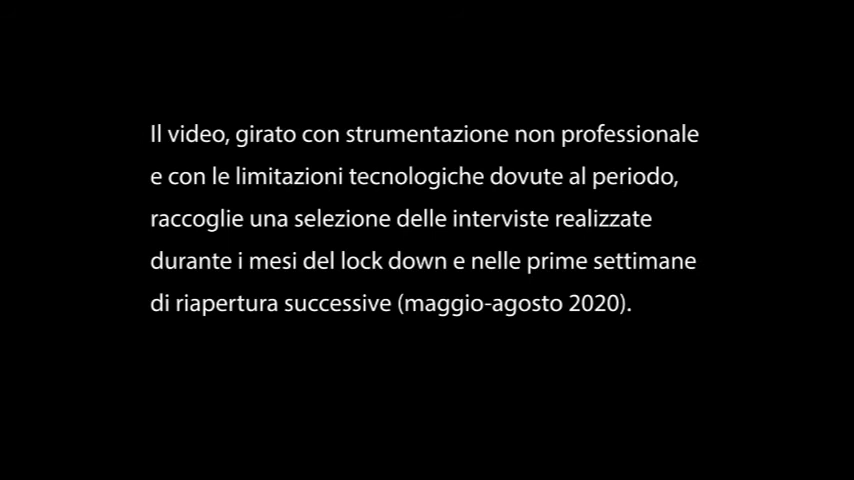 Il video, girato con strumentazione non professionale
e con le limitazioni tecnologiche dovute al periodo,
raccoglie una selezione delle interviste realizzate
durante i mesi del lock down e nelle prime settimane
di riapertura successive (maggio-agosto 2020).